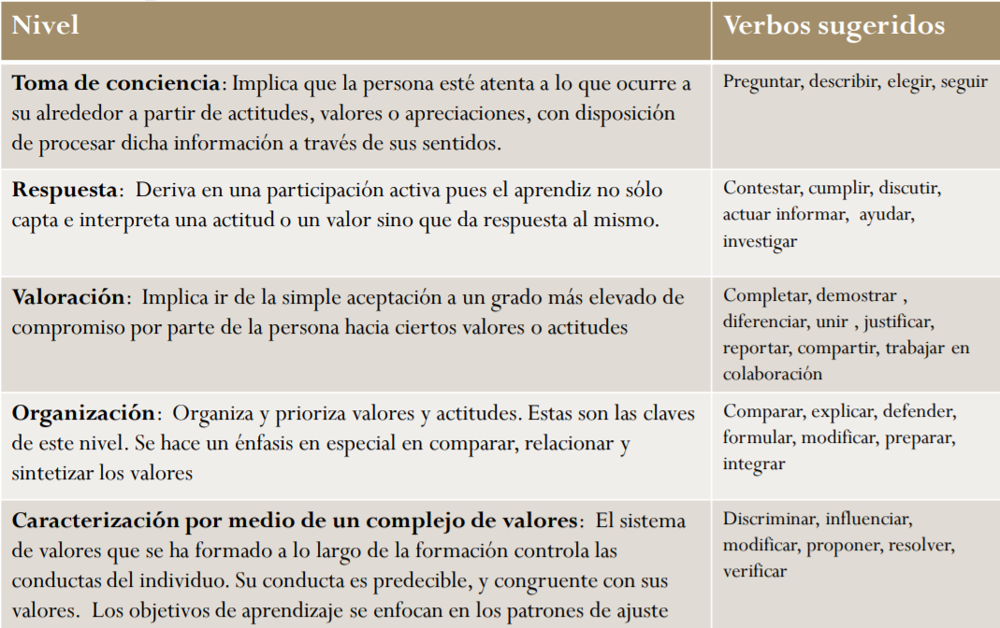 Nivel
Verbos sugeridos
Toma de conciencia: Implica que la persona esté atenta a lo que ocurre a
su alrededor a partir de actitudes, valores o apreciaciones, con disposición
de procesar dicha información a través de sus sentidos.
Preguntar, describir, elegir, seguir
Respuesta: Deriva en una participación activa pues el aprendiz no sólo
capta e interpreta una actitud o un valor sino que da respuesta al mismo.
Contestar, cumplir, discutir,
actuar informar, ayudar,
investigar
Valoración: Implica ir de la simple aceptación a un grado más elevado de
compromiso por parte de la persona hacia ciertos valores o actitudes
Completar, demostrar ,
diferenciar, unir , justificar,
reportar, compartir, trabajar en
colaboración
Organización: Organiza y prioriza valores y actitudes. Estas son las claves
de este nivel. Se hace un énfasis en especial en comparar, relacionar y
sintetizar los valores
Comparar, explicar, defender,
formular, modificar, preparar,
integrar
Caracterización por medio de un complejo de valores: El sistema
de valores que se ha formado a lo largo de la formación controla las
conductas del individuo. Su conducta es predecible, y congruente con sus
valores. Los objetivos de aprendizaje se enfocan en los patrones de ajuste
Discriminar, influenciar,
modificar, proponer, resolver,
verificar